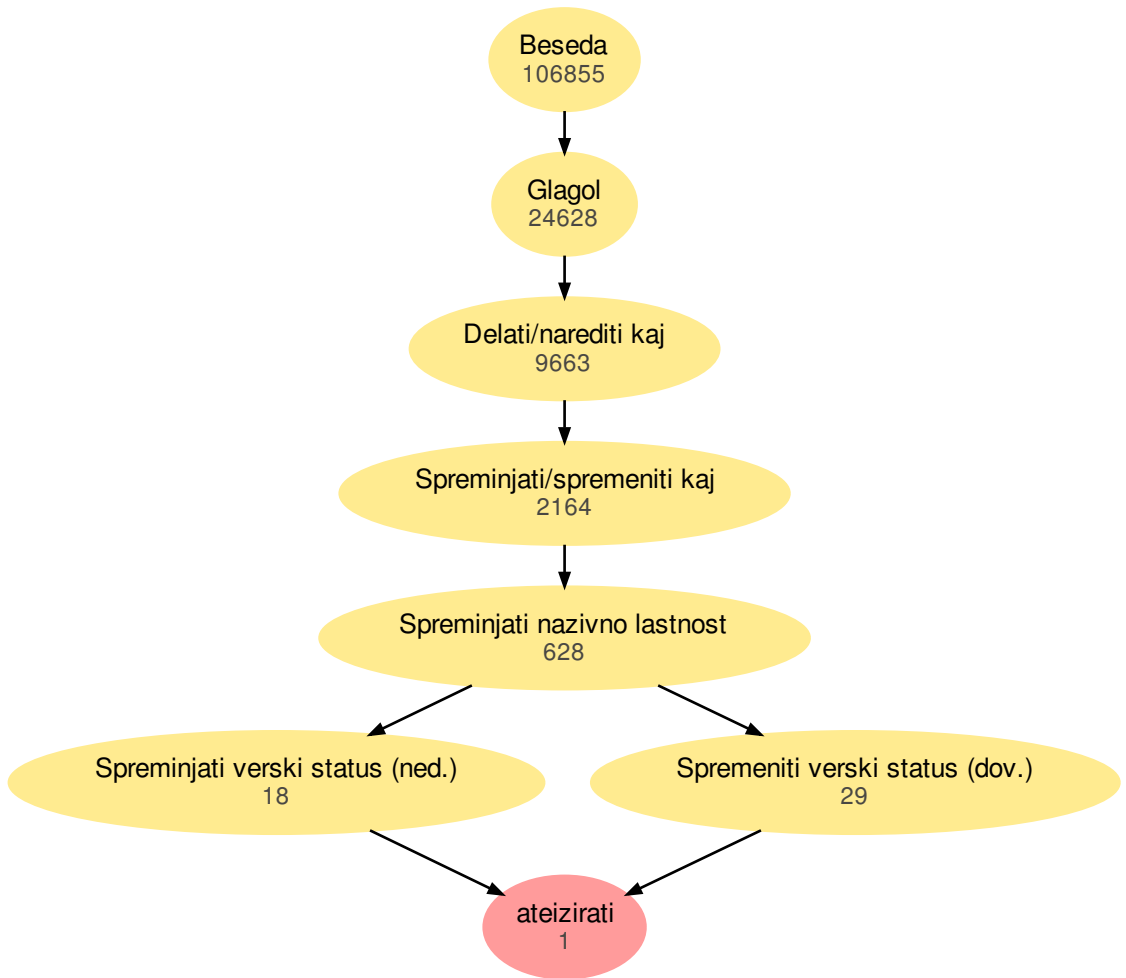 Beseda
106855
Glagol
24628
Delati/narediti kaj
9663
Spreminjati/spremeniti kaj
2164
Spreminjati nazivno lastnost
628
Spreminjati verski status (ned.)
18
Spremeniti verski status (dov.)
29
ateizirati
1